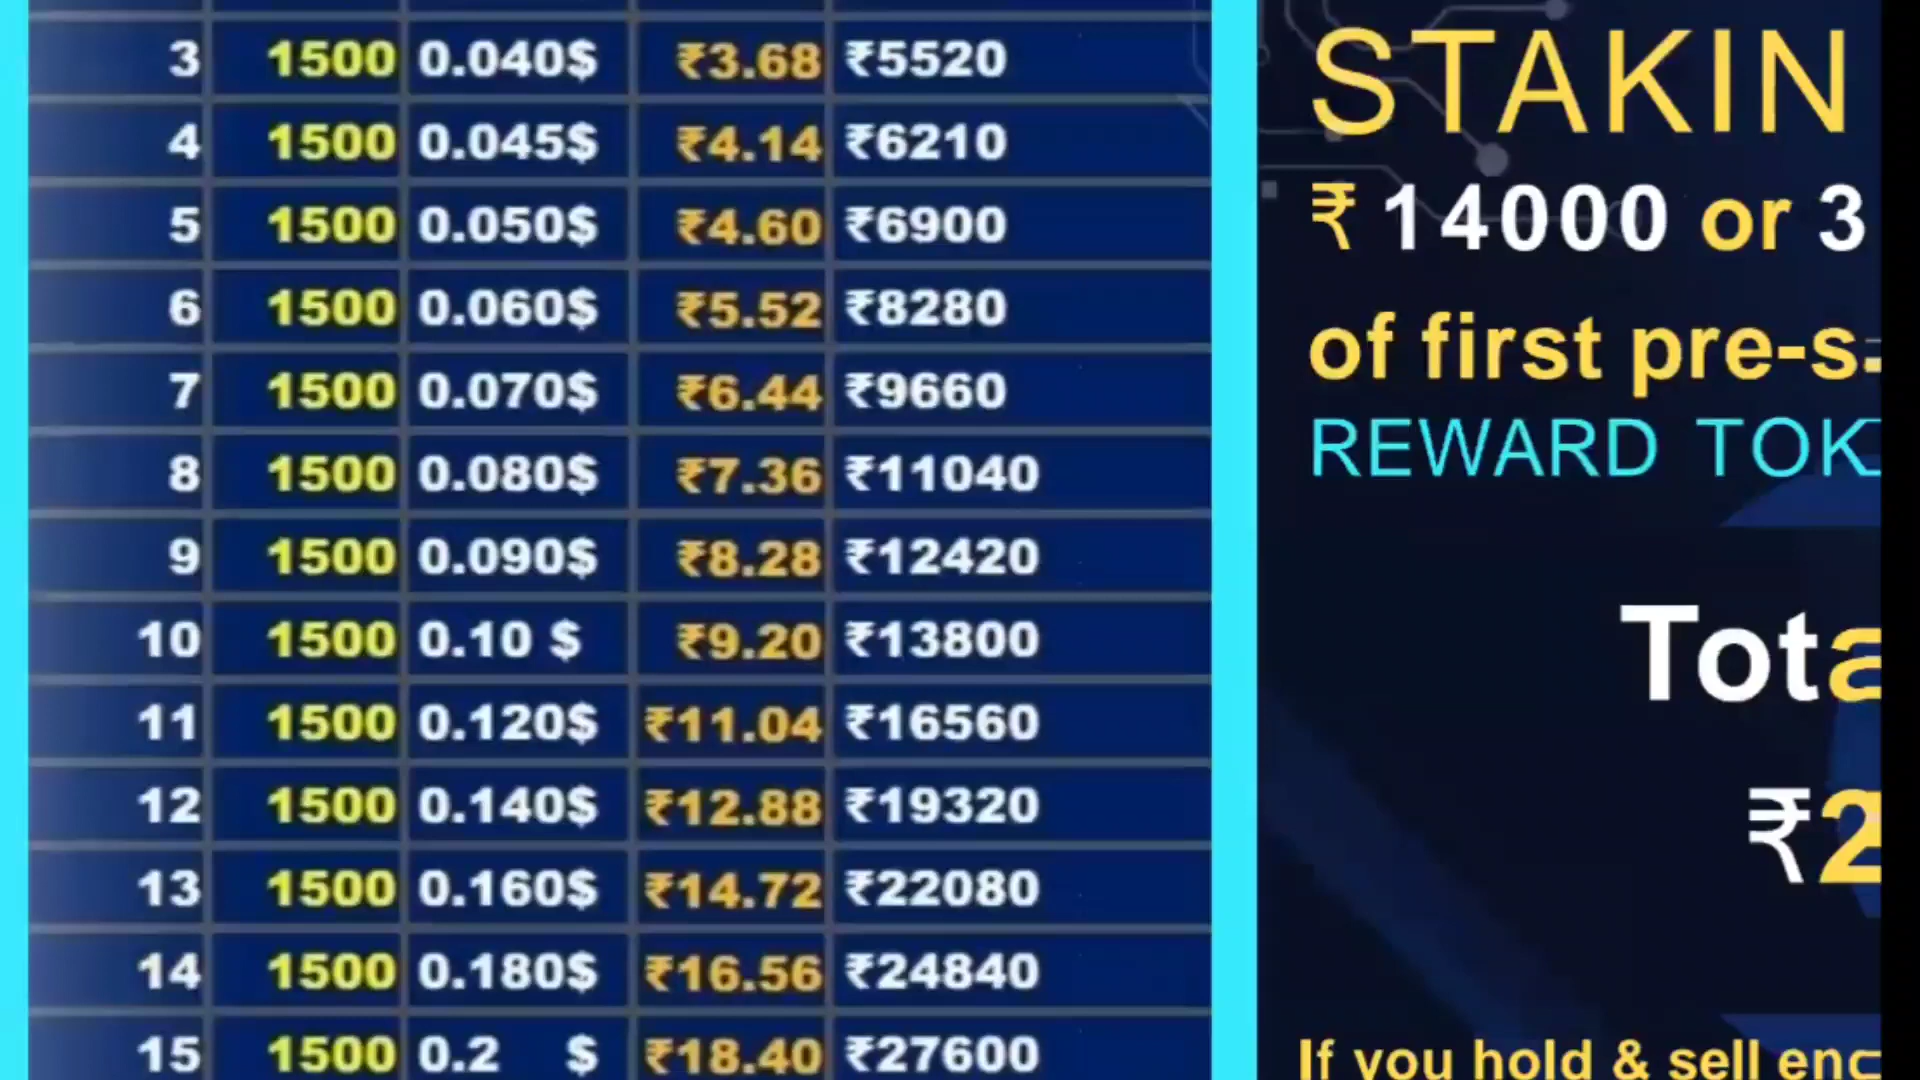 3 1500 0.040$ ₹3.68 ₹5520
4 1500 0.045$ ₹4.14 ₹6210
5 1500 0.050$ ₹4.60 ₹6900
6 1500 0.060$ ₹5.52 ₹8280
7 1500 0.070$ ₹6.44 ₹9660
8 1500 0.080$ ₹7.36 ₹11040
9 1500 0.090$ ₹8.28 ₹12420
10 1500 0.10 $ ₹9.20 ₹13800
11 1500 0.120$ ₹11.04 ₹16560
12 1500 0.140$ ₹12.88 ₹19320
13 1500 0.160$ ₹14.72 ₹22080
14 1500 0.180$ ₹16.56 ₹24840
15 1500 0.2 $ ₹18.40 ₹27600
STAKIN
₹ 14000 or 3
of first pre-s
REWARD TOK
Tota
₹2
If you hold & sell enc